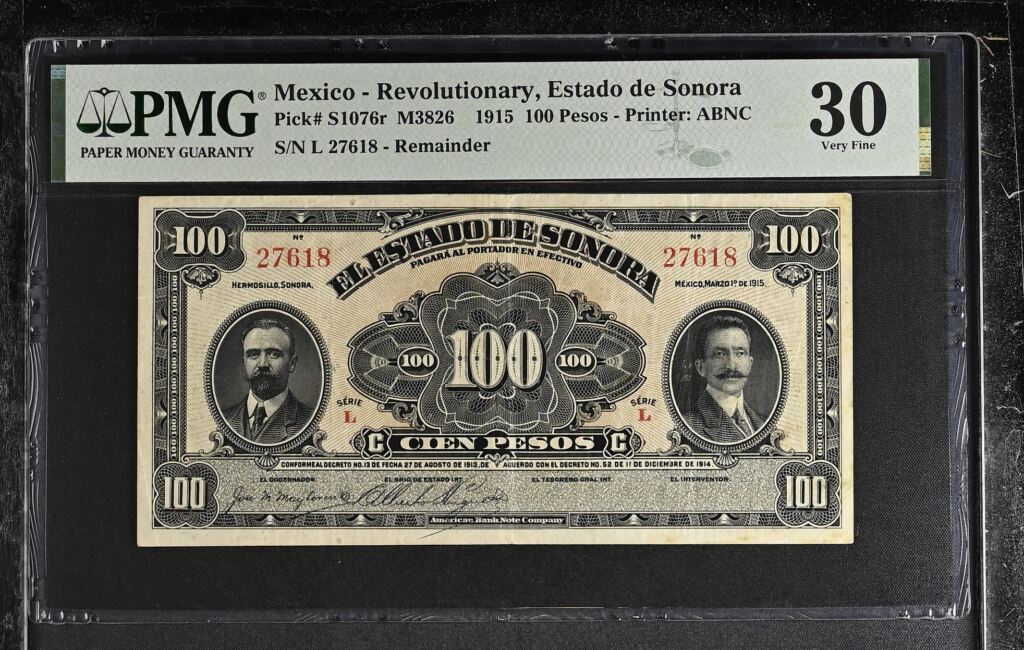 PMG®
PAPER MONEY GUARANTY
Mexico - Revolutionary, Estado de Sonora
Pick# S1076r M3826 1915 100 Pesos - Printer: ABNC
S/N L 27618 - Remainder
30
Very Fine
100
Nº
27618
EL ESTADO DE SONORA
PAGARÁ AL PORTADOR EN EFECTIVO
Nº
27618
100
HERMOSILLO, SONORA,
MÉXICO, MARZO 1º DE 1915.
100
100
100
SÉRIE
L
SÉRIE
L
C CIEN PESOS C
CONFORME AL DECRETO NO. 13 DE FECHA 27 DE AGOSTO DE 1913, DE ACUERDO CON EL DECRETO NO. 52 DE 11 DE DICIEMBRE DE 1914
EL GOBERNADOR.
EL SRIO DE ESTADO INT.
EL TESORERO GRAL. INT.
EL INTERVENTOR.
100
100
American Bank Note Company